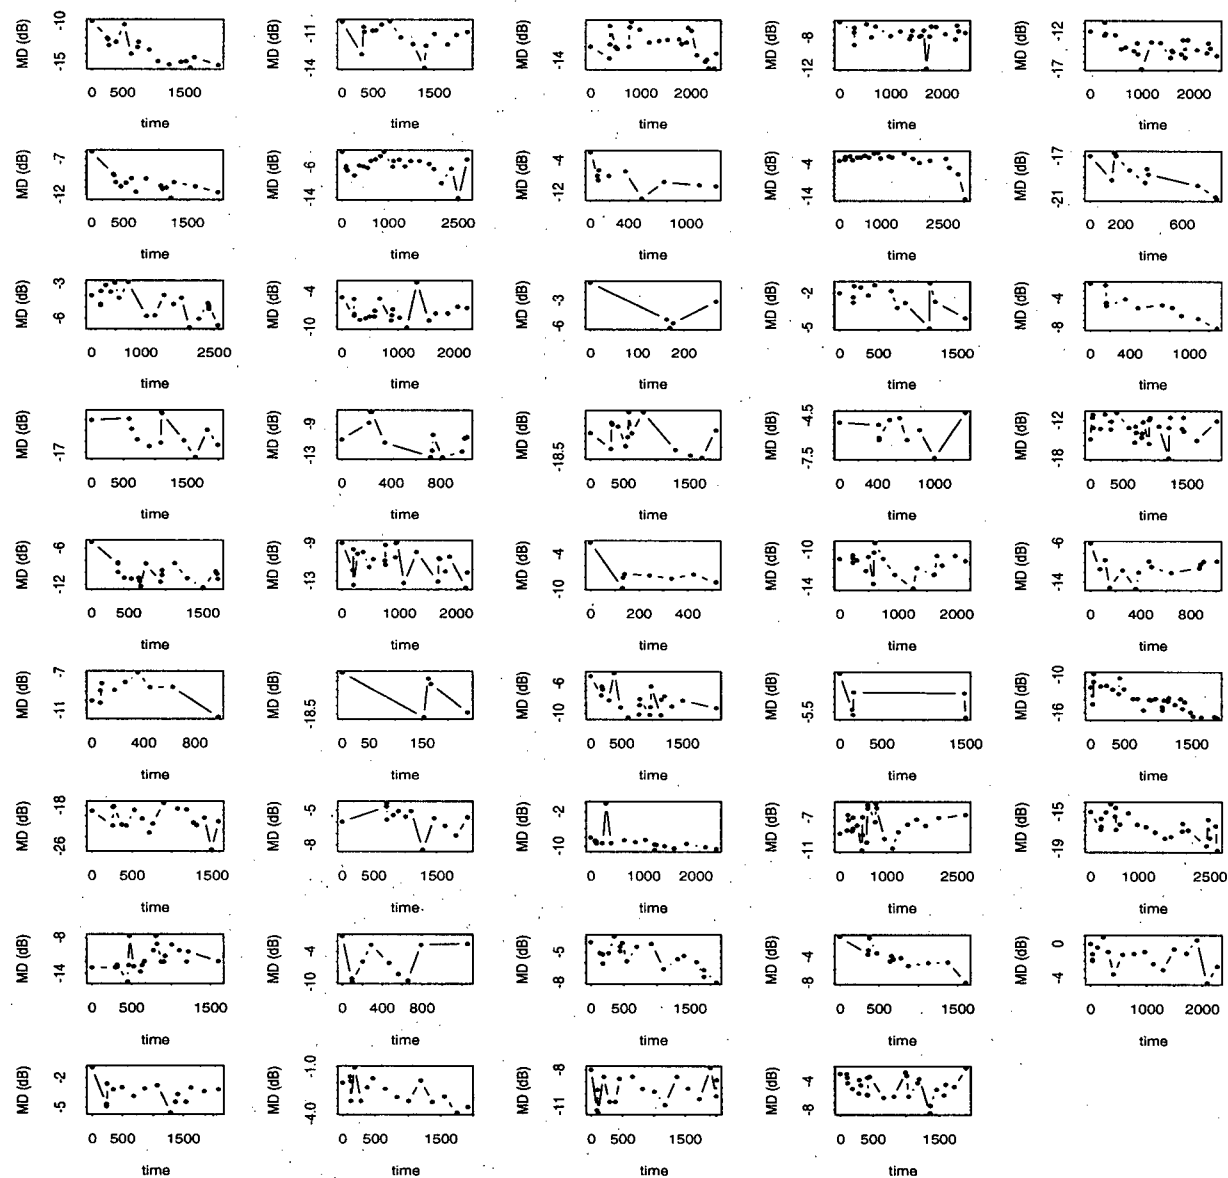 MD (dB)
-15 -10
0 500 1500
time
MD (dB)
-14 -11
0 500 1500
time
MD (dB)
-14
0 1000 2000
time
MD (dB)
-12 -8
0 1000 2000
time
MD (dB)
-17 -12
0 1000 2000
time
MD (dB)
-12 -7
0 500 1500
time
MD (dB)
-14 -6
0 1000 2500
time
MD (dB)
-12 -4
0 400 1000
time
MD (dB)
-14 -4
0 1000 2500
time
MD (dB)
-21 -17
0 200 600
time
MD (dB)
-6 -3
0 1000 2500
time
MD (dB)
-10 -4
0 1000 2000
time
MD (dB)
-6 -3
0 100 200
time
MD (dB)
-5 -2
0 500 1500
time
MD (dB)
-8 -4
0 400 1000
time
MD (dB)
-17
0 500 1500
time
MD (dB)
-13 -9
0 400 800
time
MD (dB)
-18.5
0 500 1500
time
MD (dB)
-7.5 -4.5
0 400 1000
time
MD (dB)
-18 -12
0 500 1500
time
MD (dB)
-12 -6
0 500 1500
time
MD (dB)
-13 -9
0 1000 2000
time
MD (dB)
-10 -4
0 200 400
time
MD (dB)
-14 -10
0 1000 2000
time
MD (dB)
-14 -6
0 400 800
time
MD (dB)
-11 -7
0 400 800
time
MD (dB)
-18.5
0 50 150
time
MD (dB)
-10 -6
0 500 1500
time
MD (dB)
-5.5
0 500 1500
time
MD (dB)
-16 -10
0 500 1500
time
MD (dB)
-26 -18
0 500 1500
time
MD (dB)
-8 -5
0 500 1500
time
MD (dB)
-10 -2
0 1000 2000
time
MD (dB)
-11 -7
0 1000 2500
time
MD (dB)
-19 -15
0 1000 2500
time
MD (dB)
-14 -8
0 500 1500
time
MD (dB)
-10 -4
0 400 800
time
MD (dB)
-8 -5
0 500 1500
time
MD (dB)
-8 -4
0 500 1500
time
MD (dB)
-4 0
0 1000 2000
time
MD (dB)
-5 -2
0 500 1500
time
MD (dB)
-4.0 -1.0
0 500 1500
time
MD (dB)
-11 -8
0 500 1500
time
MD (dB)
-8 -4
0 1000
time